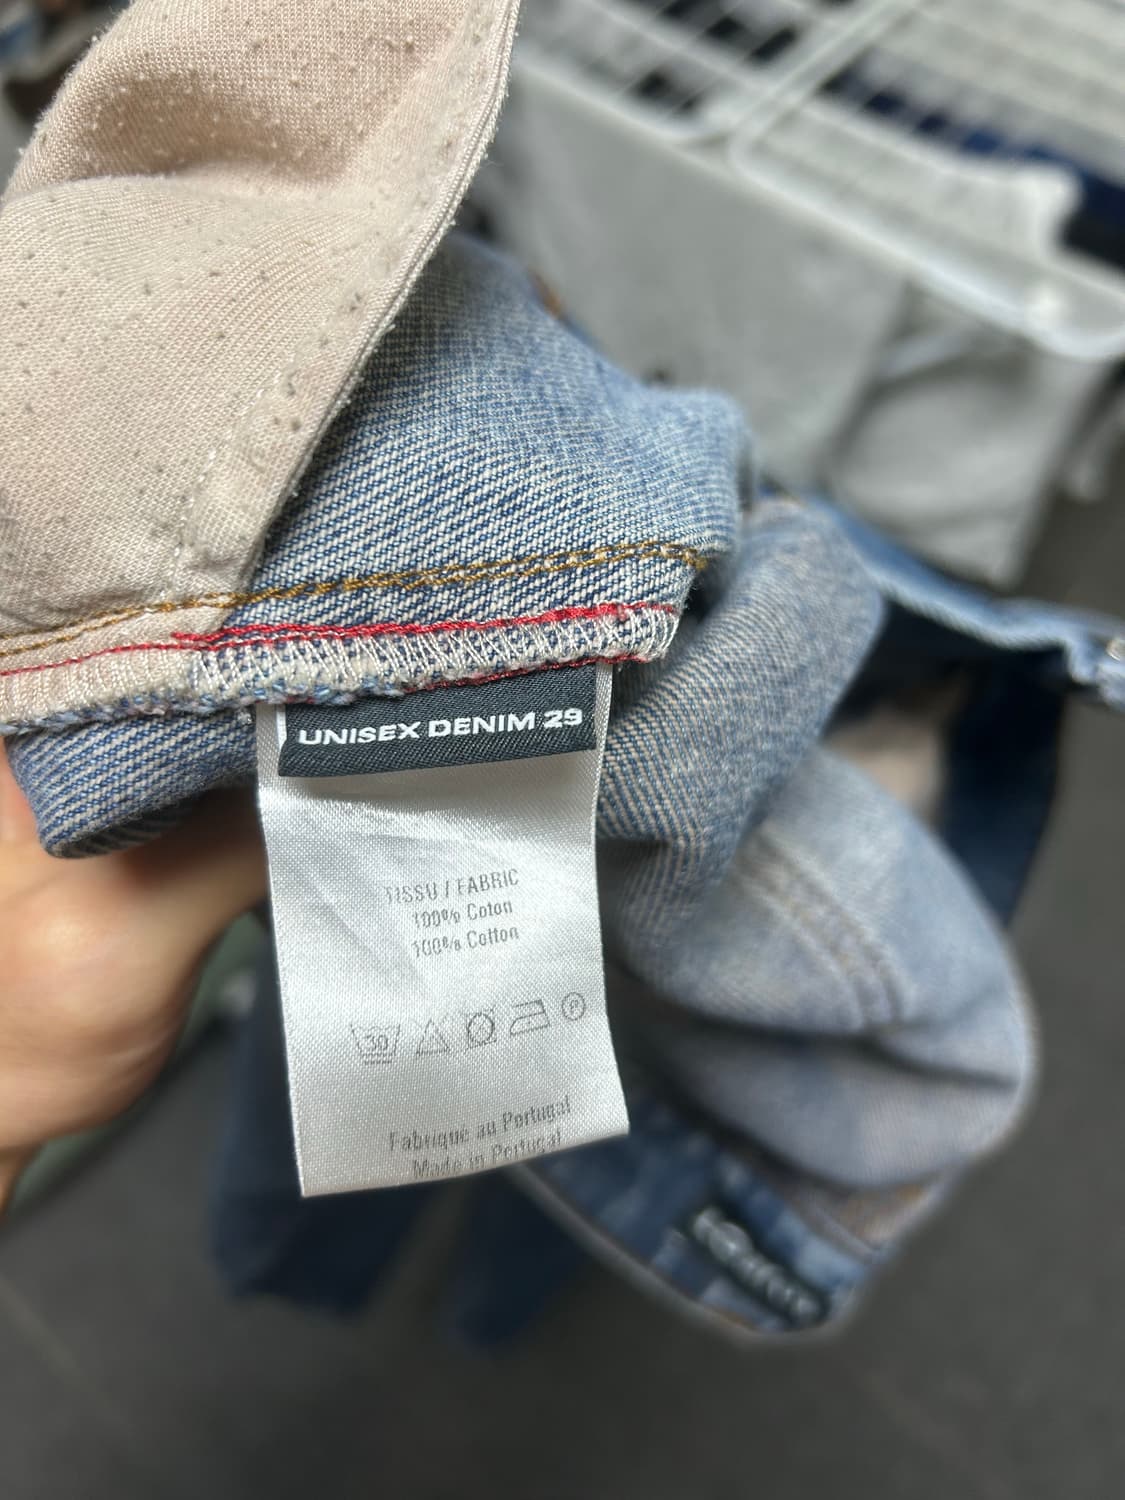 UNISEX DENIM 29
TISSU / FABRIC
100% Coton
100% Cotton
30
P
Fabriqué au Portugal
Made in Portugal